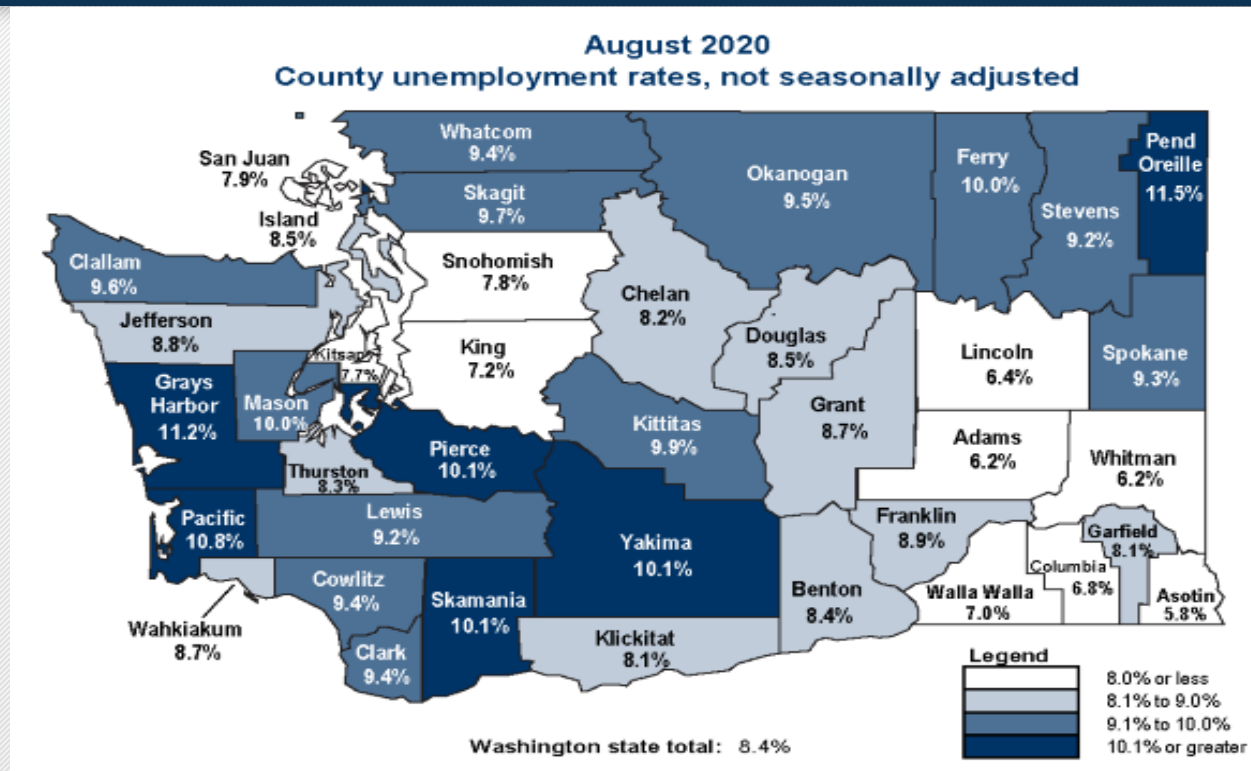 August 2020
County unemployment rates, not seasonally adjusted
Whatcom
9.4%
San Juan
7.9%
Skagit
9.7%
Island
8.5%
Okanogan
9.5%
Ferry
10.0%
Stevens
9.2%
Pend
Oreille
11.5%
Clallam
9.6%
Snohomish
7.8%
Chelan
8.2%
Jefferson
8.8%
Kitsap
7.7%
King
7.2%
Douglas
8.5%
Lincoln
6.4%
Spokane
9.3%
Grays
Harbor
11.2%
Mason
10.0%
Kittitas
9.9%
Grant
8.7%
Adams
6.2%
Whitman
6.2%
Thurston
8.3%
Pierce
10.1%
Pacific
10.8%
Lewis
9.2%
Yakima
10.1%
Franklin
8.9%
Garfield
8.1%
Cowlitz
9.4%
Skamania
10.1%
Benton
8.4%
Walla Walla
7.0%
Columbia
6.8%
Asotin
5.8%
Wahkiakum
8.7%
Clark
9.4%
Klickitat
8.1%
Legend
8.0% or less
8.1% to 9.0%
9.1% to 10.0%
10.1% or greater
Washington state total: 8.4%